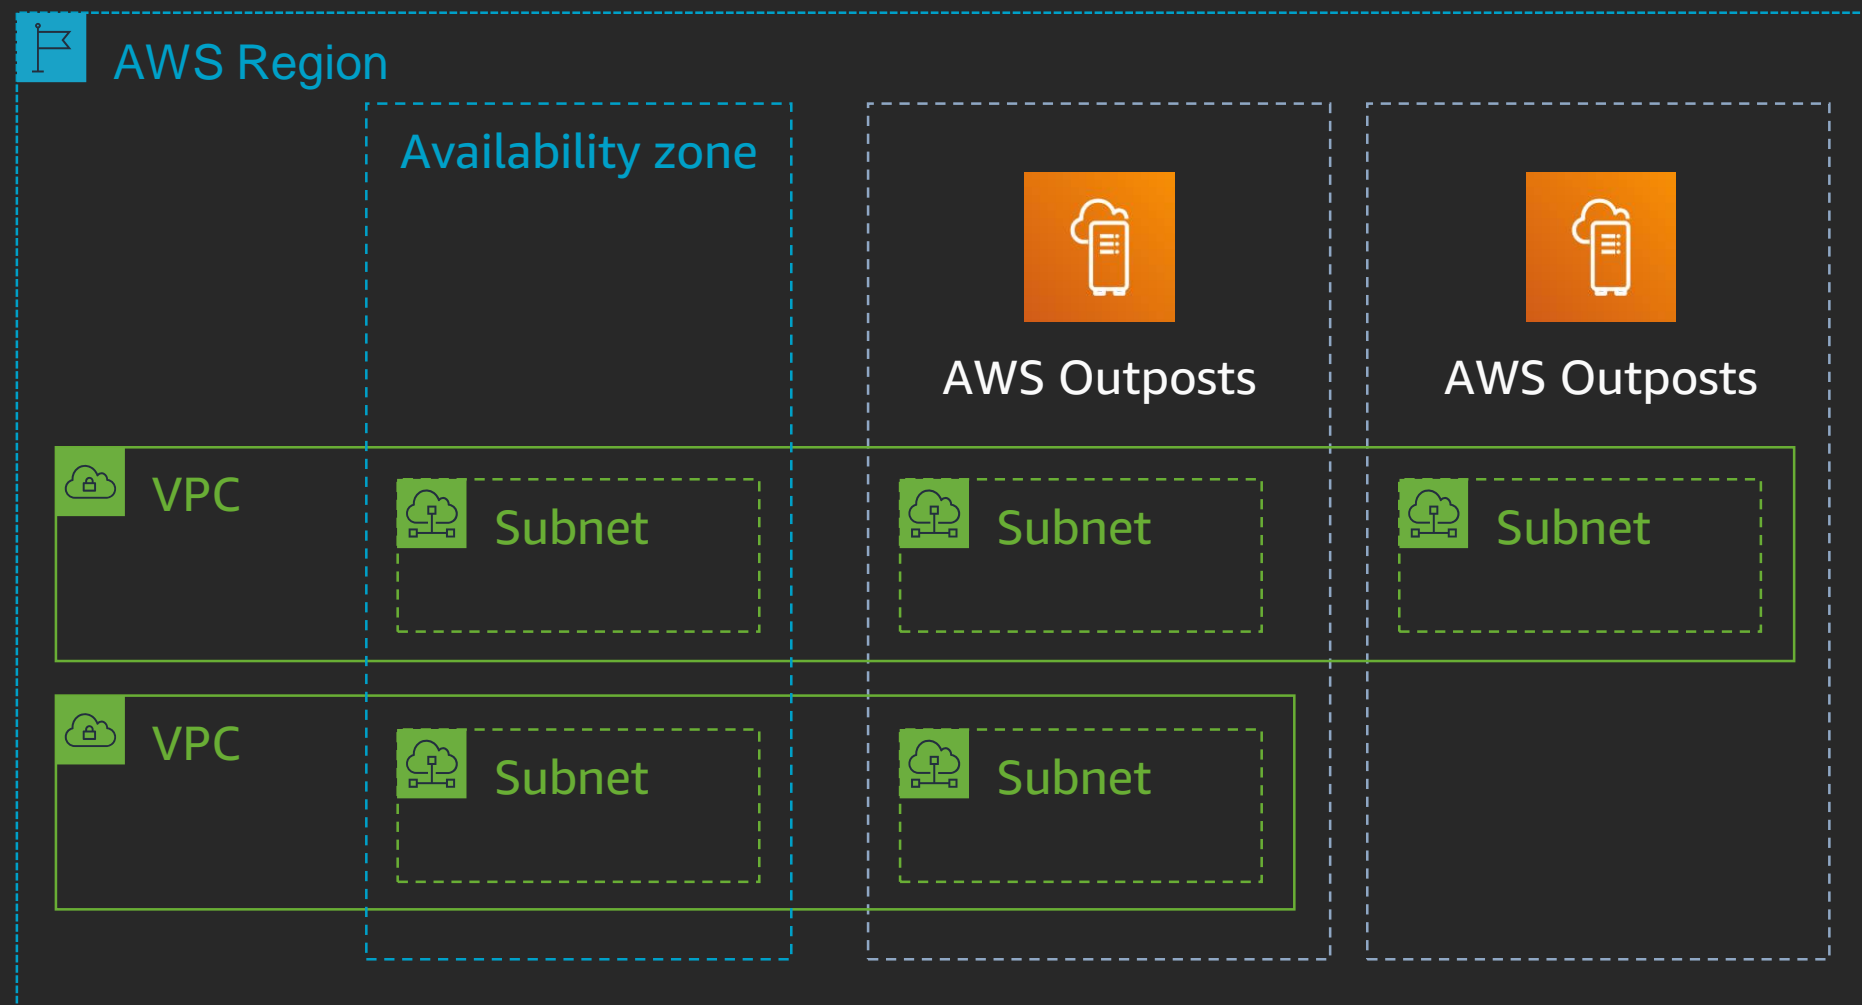 AWS Region
Availability zone
AWS Outposts
AWS Outposts
VPC
Subnet
Subnet
Subnet
VPC
Subnet
Subnet